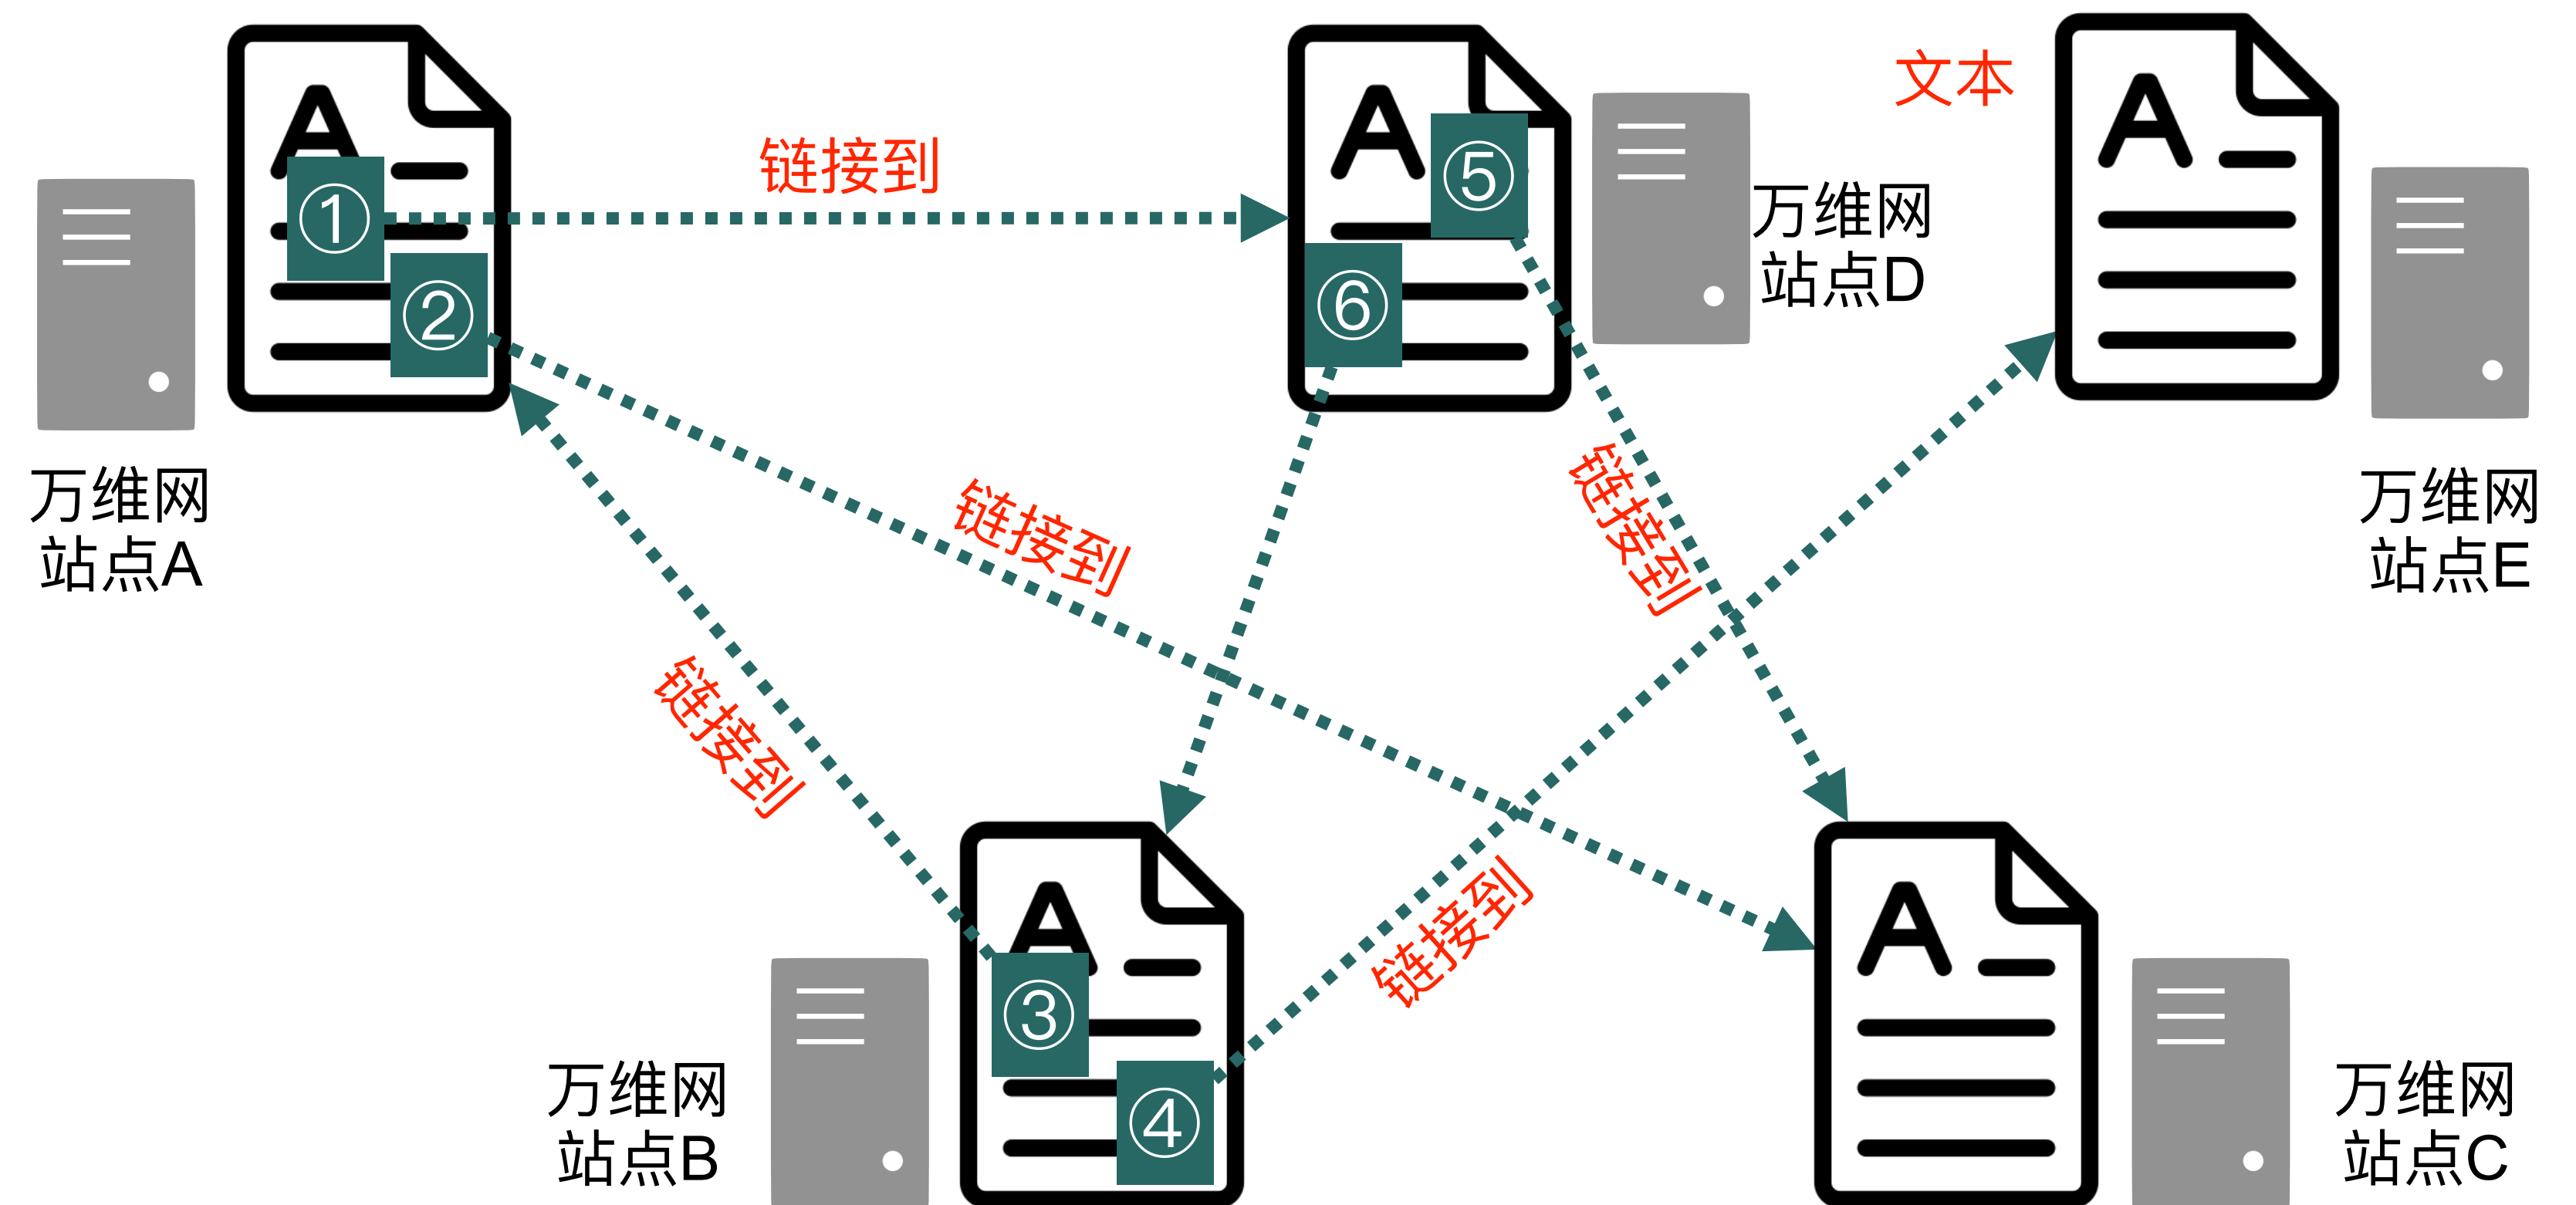 文本
链接到
①
⑤
②
⑥
万维网
站点D
万维网
站点A
万维网
站点E
链接到
链接到
链接到
链接到
③
④
万维网
站点B
万维网
站点C